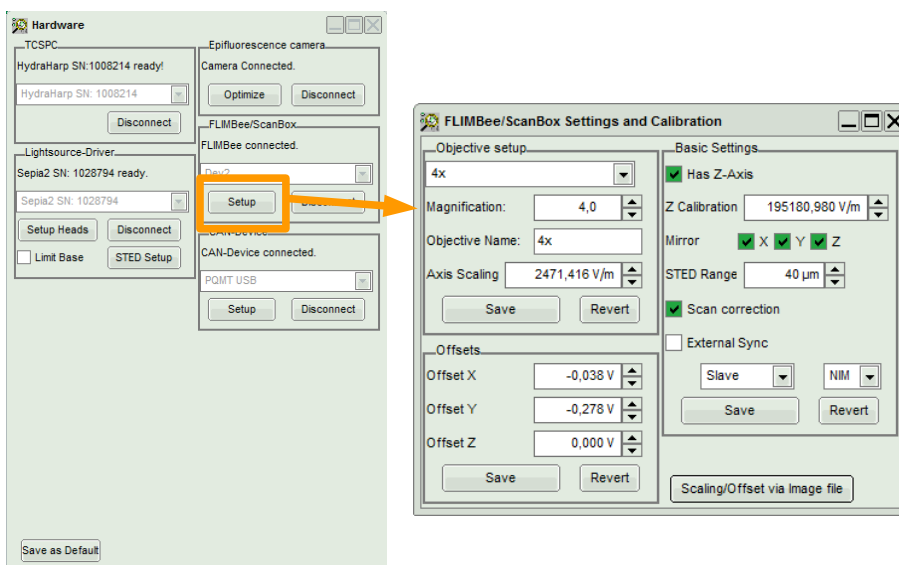 Hardware
TCSPC
HydraHarp SN:1008214 ready!
HydraHarp SN: 1008214
Disconnect
Lightsource-Driver
Sepia2 SN: 1028794 ready.
Sepia2 SN: 1028794
Setup Heads Disconnect
Limit Base STED Setup
Epifluorescence camera
Camera Connected.
Optimize Disconnect
FLIMBee/ScanBox
FLIMBee connected.
Dev2
Setup Disconnect
CAN-Device
CAN-Device connected.
PQMT USB
Setup Disconnect
Save as Default
FLIMBee/ScanBox Settings and Calibration
Objective setup
4x
Magnification: 4,0
Objective Name: 4x
Axis Scaling 2471,416 V/m
Save Revert
Offsets
Offset X -0,038 V
Offset Y -0,278 V
Offset Z 0,000 V
Save Revert
Basic Settings
Has Z-Axis
Z Calibration 195180,980 V/m
Mirror X Y Z
STED Range 40 µm
Scan correction
External Sync
Slave NIM
Save Revert
Scaling/Offset via Image file